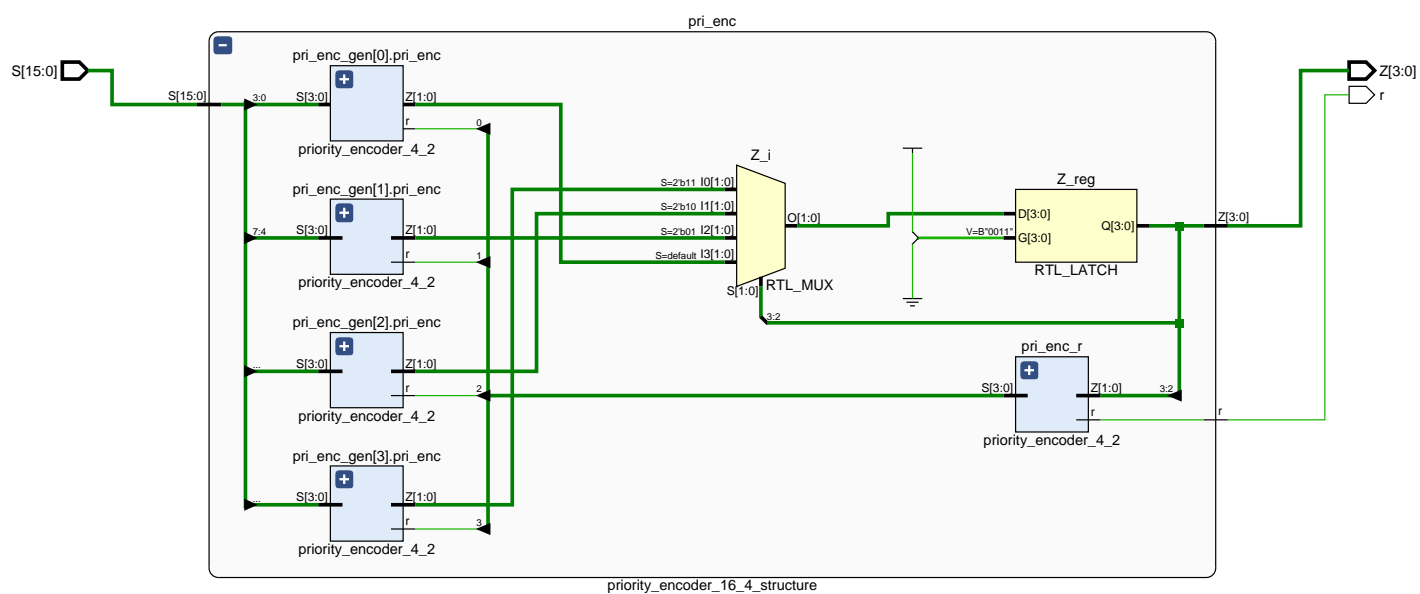 pri_enc
S[15:0]
S[15:0]
pri_enc_gen[0].pri_enc
3:0
S[3:0]
Z[1:0]
r
0
priority_encoder_4_2
pri_enc_gen[1].pri_enc
7:4
S[3:0]
Z[1:0]
r
1
priority_encoder_4_2
pri_enc_gen[2].pri_enc
...
S[3:0]
Z[1:0]
r
2
priority_encoder_4_2
pri_enc_gen[3].pri_enc
...
S[3:0]
Z[1:0]
r
3
priority_encoder_4_2
Z_i
S=2'b11 I0[1:0]
S=2'b10 I1[1:0]
S=2'b01 I2[1:0]
S=default I3[1:0]
O[1:0]
S[1:0]
RTL_MUX
3:2
Z_reg
D[3:0]
V=B"0011"
G[3:0]
Q[3:0]
RTL_LATCH
pri_enc_r
S[3:0]
Z[1:0]
3:2
r
priority_encoder_4_2
Z[3:0]
r
Z[3:0]
r
priority_encoder_16_4_structure